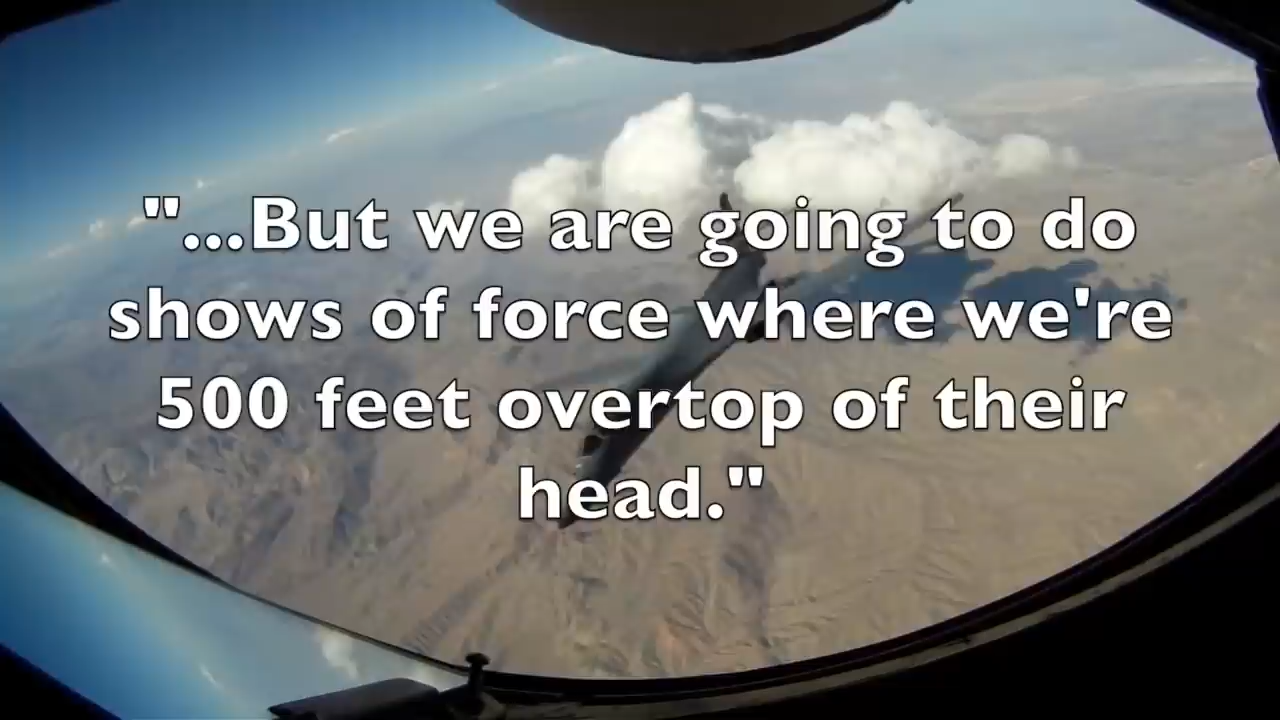 "...But we are going to do
shows of force where we're
500 feet overtop of their
head."